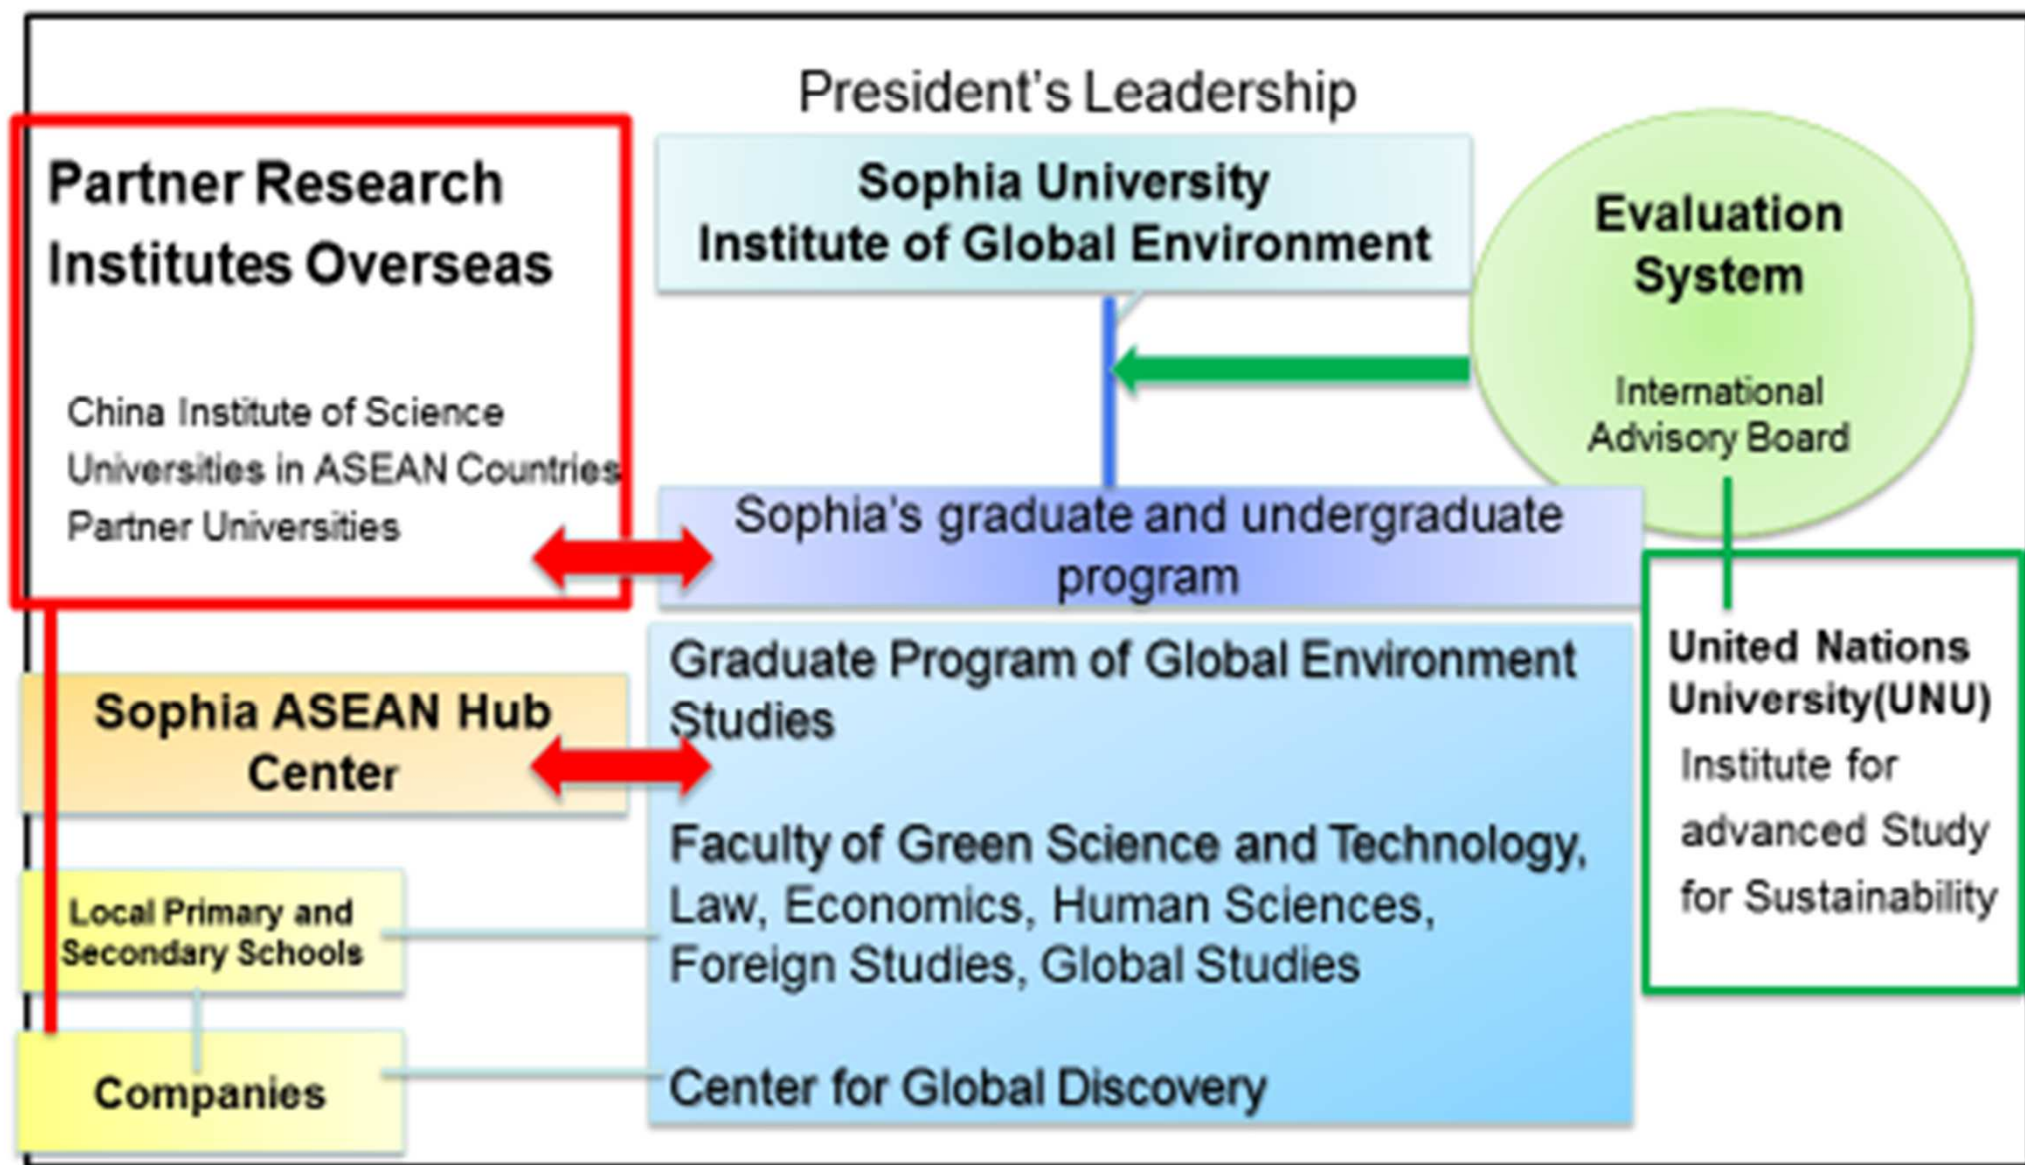 President's Leadership
Partner Research
Institutes Overseas
China Institute of Science
Universities in ASEAN Countries
Partner Universities
Sophia University
Institute of Global Environment
Evaluation
System
International
Advisory Board
Sophia's graduate and undergraduate
program
Sophia ASEAN Hub
Center
Graduate Program of Global Environment
Studies
Faculty of Green Science and Technology,
Law, Economics, Human Sciences,
Foreign Studies, Global Studies
Center for Global Discovery
United Nations
University(UNU)
Institute for
advanced Study
for Sustainability
Local Primary and
Secondary Schools
Companies